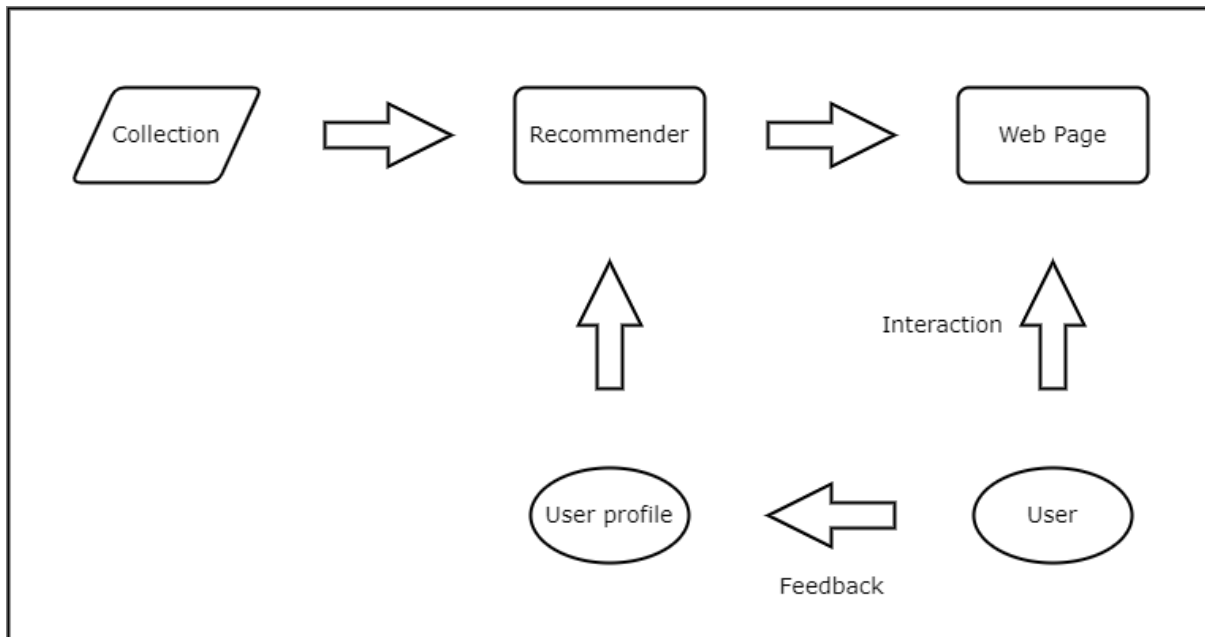 Collection
Recommender
Web Page
Interaction
User profile
User
Feedback